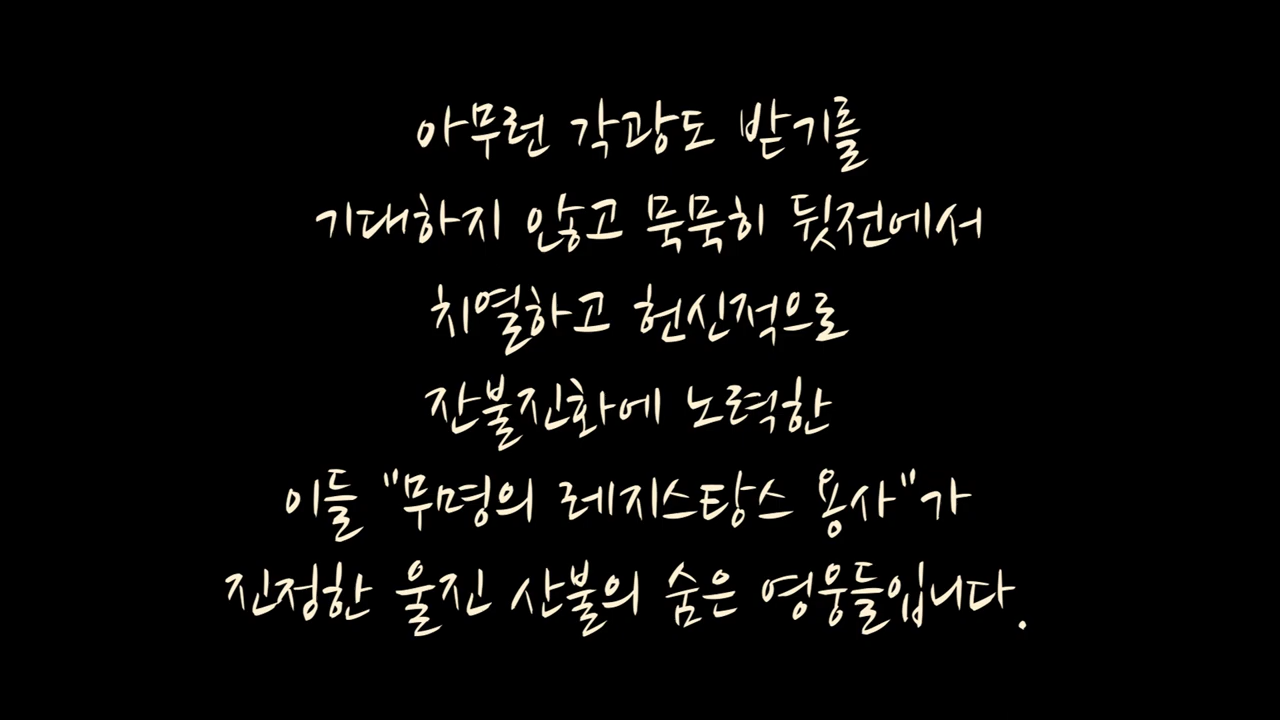 아무런 각광도 받기를
기대하지 않고 묵묵히 뒷전에서
치열하고 헌신적으로
잔불진화에 노력한
이들 "무명의 레지스탕스 용사"가
진정한 울진 산불의 숨은 영웅들입니다.